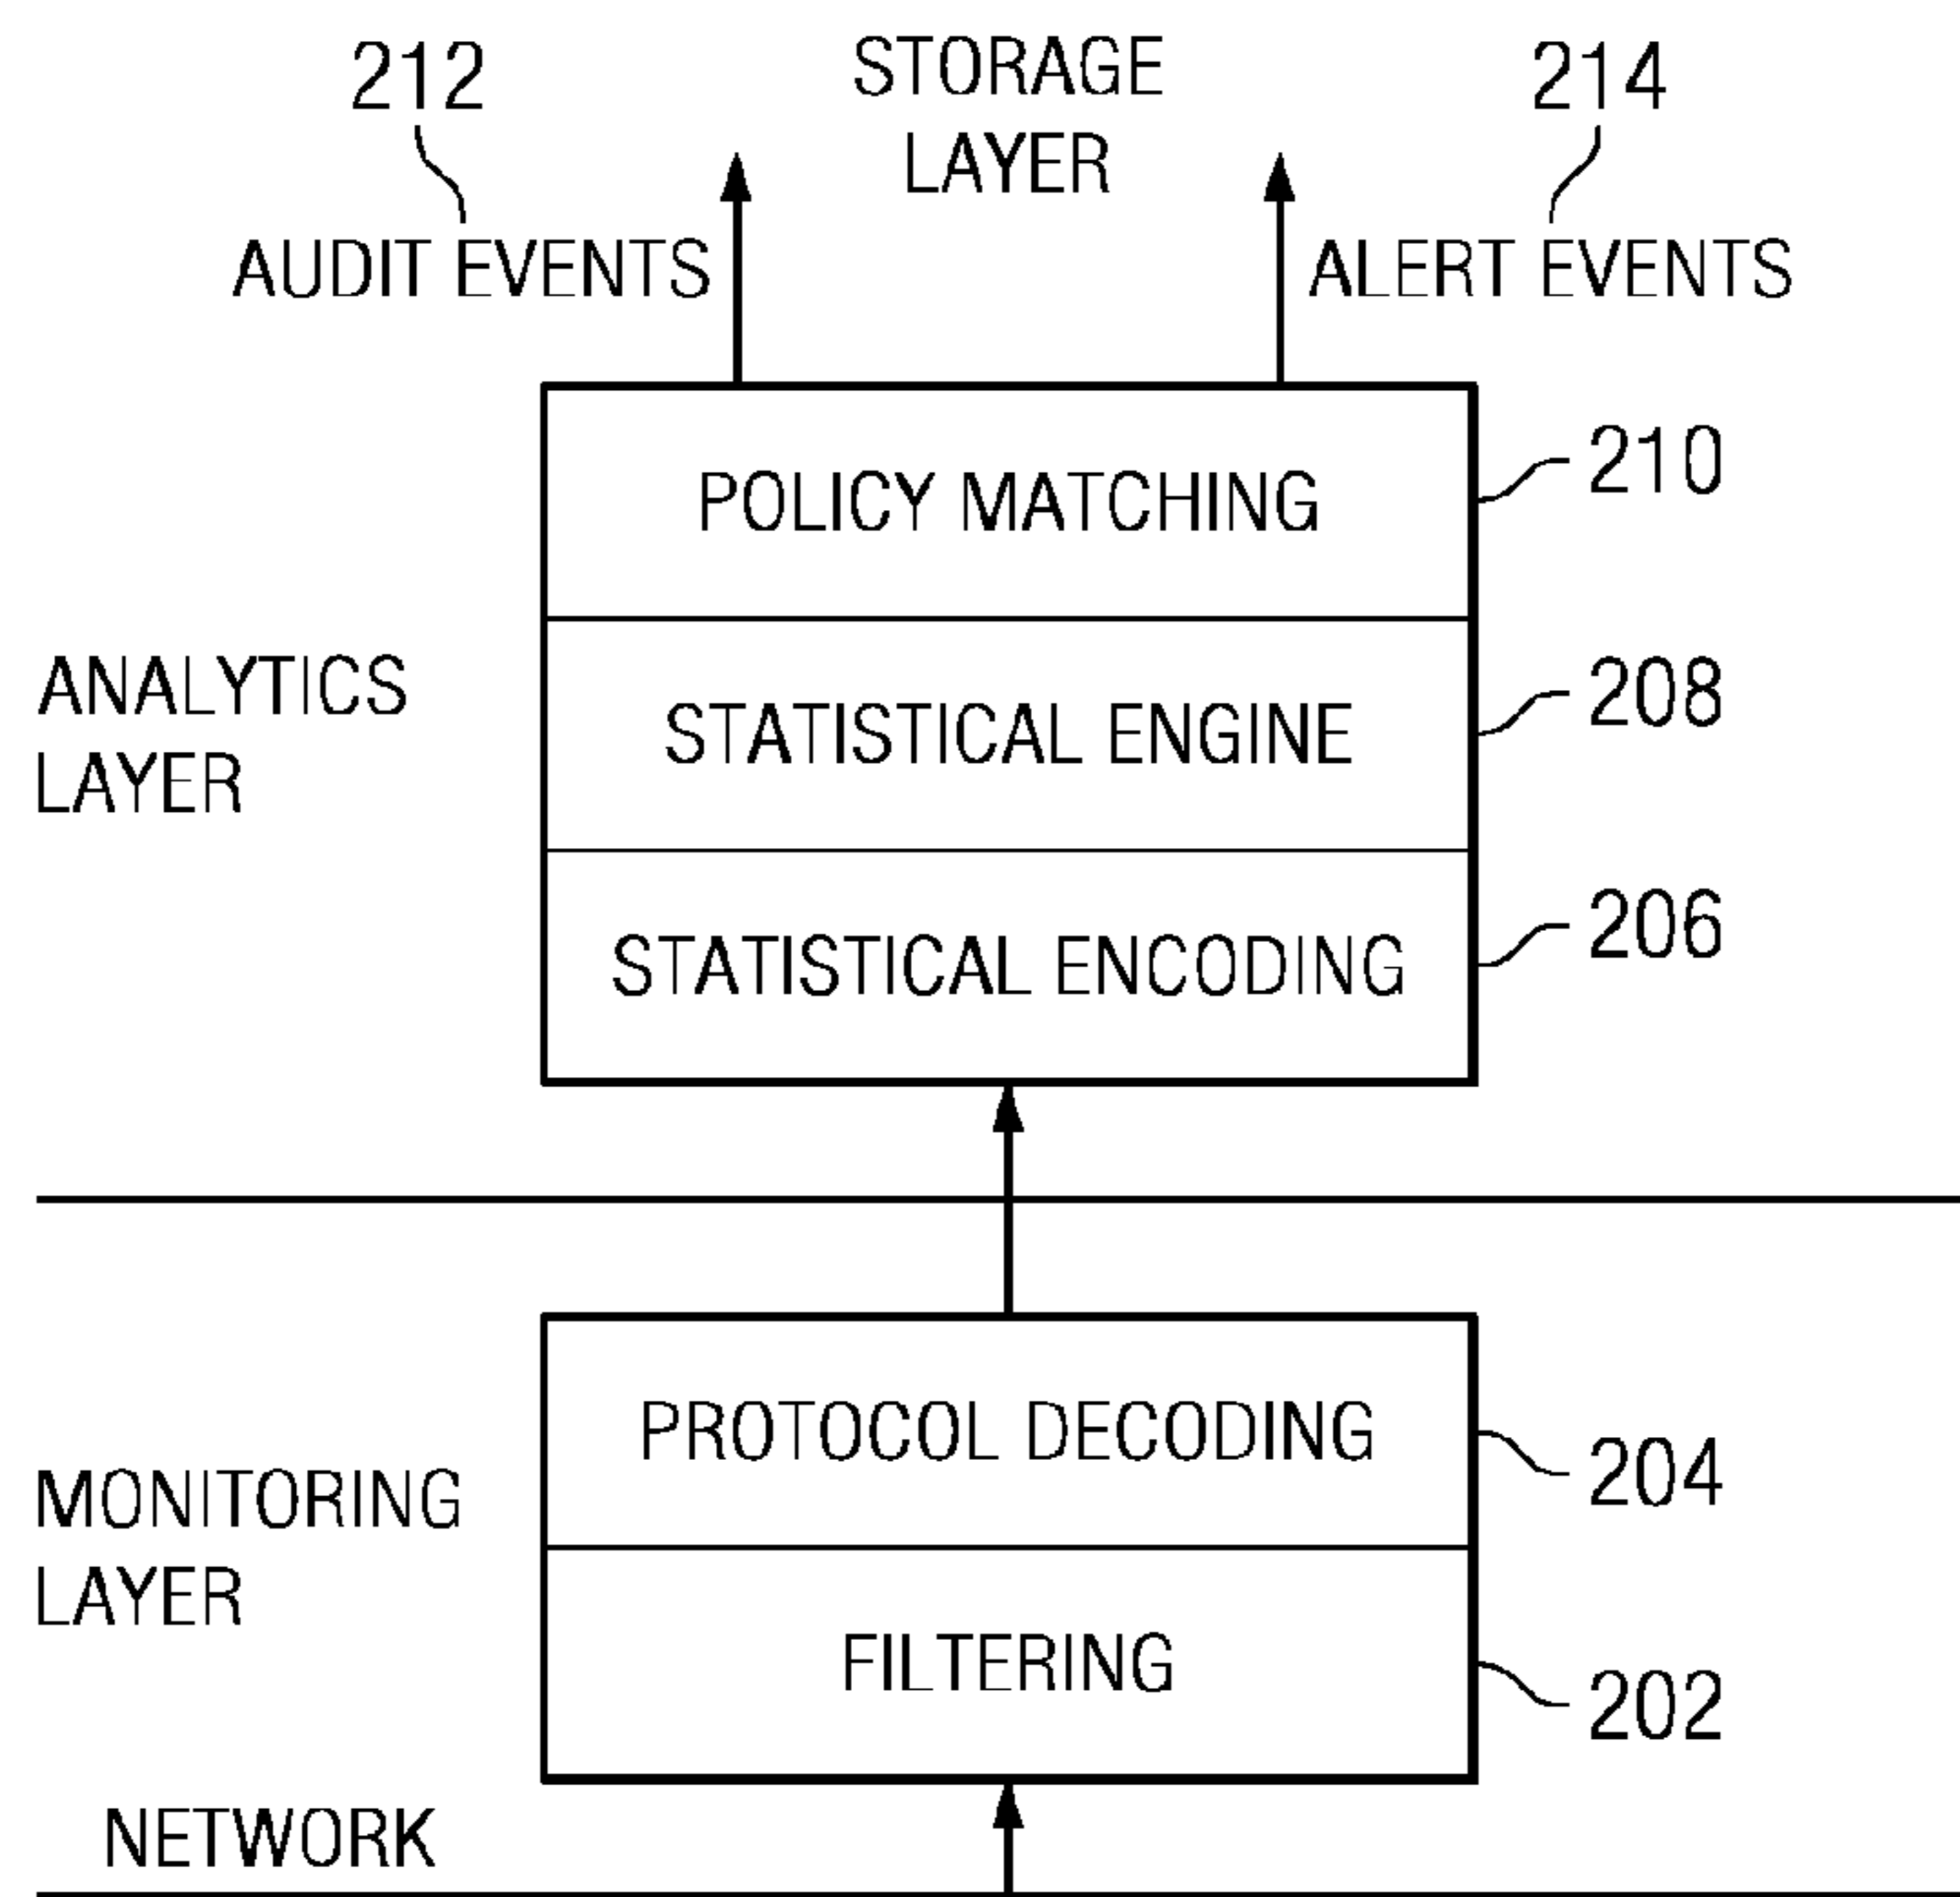 212
STORAGE
LAYER
214
AUDIT EVENTS
ALERT EVENTS
POLICY MATCHING
210
ANALYTICS
LAYER
STATISTICAL ENGINE
208
STATISTICAL ENCODING
206
PROTOCOL DECODING
204
MONITORING
LAYER
FILTERING
202
NETWORK